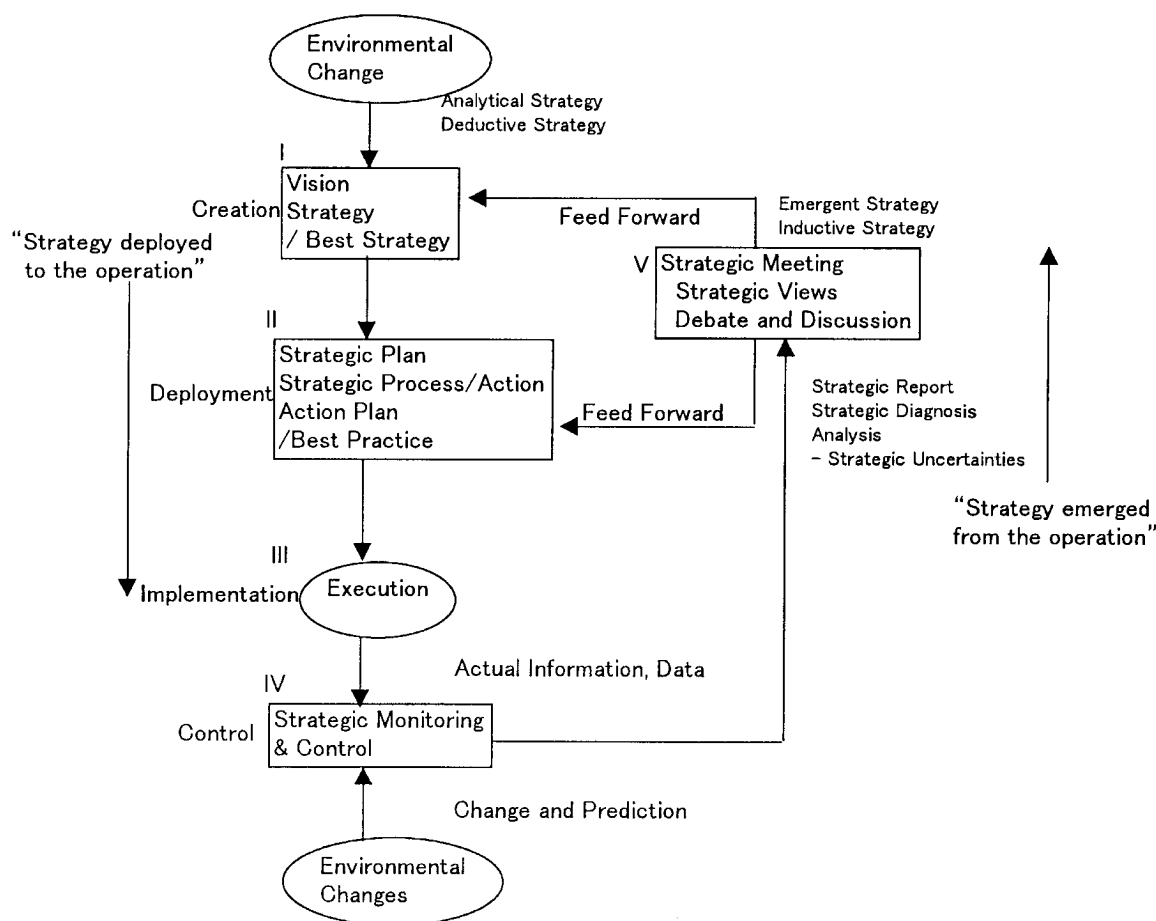 Environmental
Change
Analytical Strategy
Deductive Strategy
I
Vision
Creation
Strategy
/ Best Strategy
Feed Forward
Emergent Strategy
Inductive Strategy
"Strategy deployed
to the operation"
V
Strategic Meeting
Strategic Views
Debate and Discussion
II
Strategic Plan
Deployment
Strategic Process/Action
Action Plan
/Best Practice
Feed Forward
Strategic Report
Strategic Diagnosis
Analysis
- Strategic Uncertainties
"Strategy emerged
from the operation"
III
Implementation
Execution
Actual Information, Data
IV
Control
Strategic Monitoring
& Control
Change and Prediction
Environmental
Changes